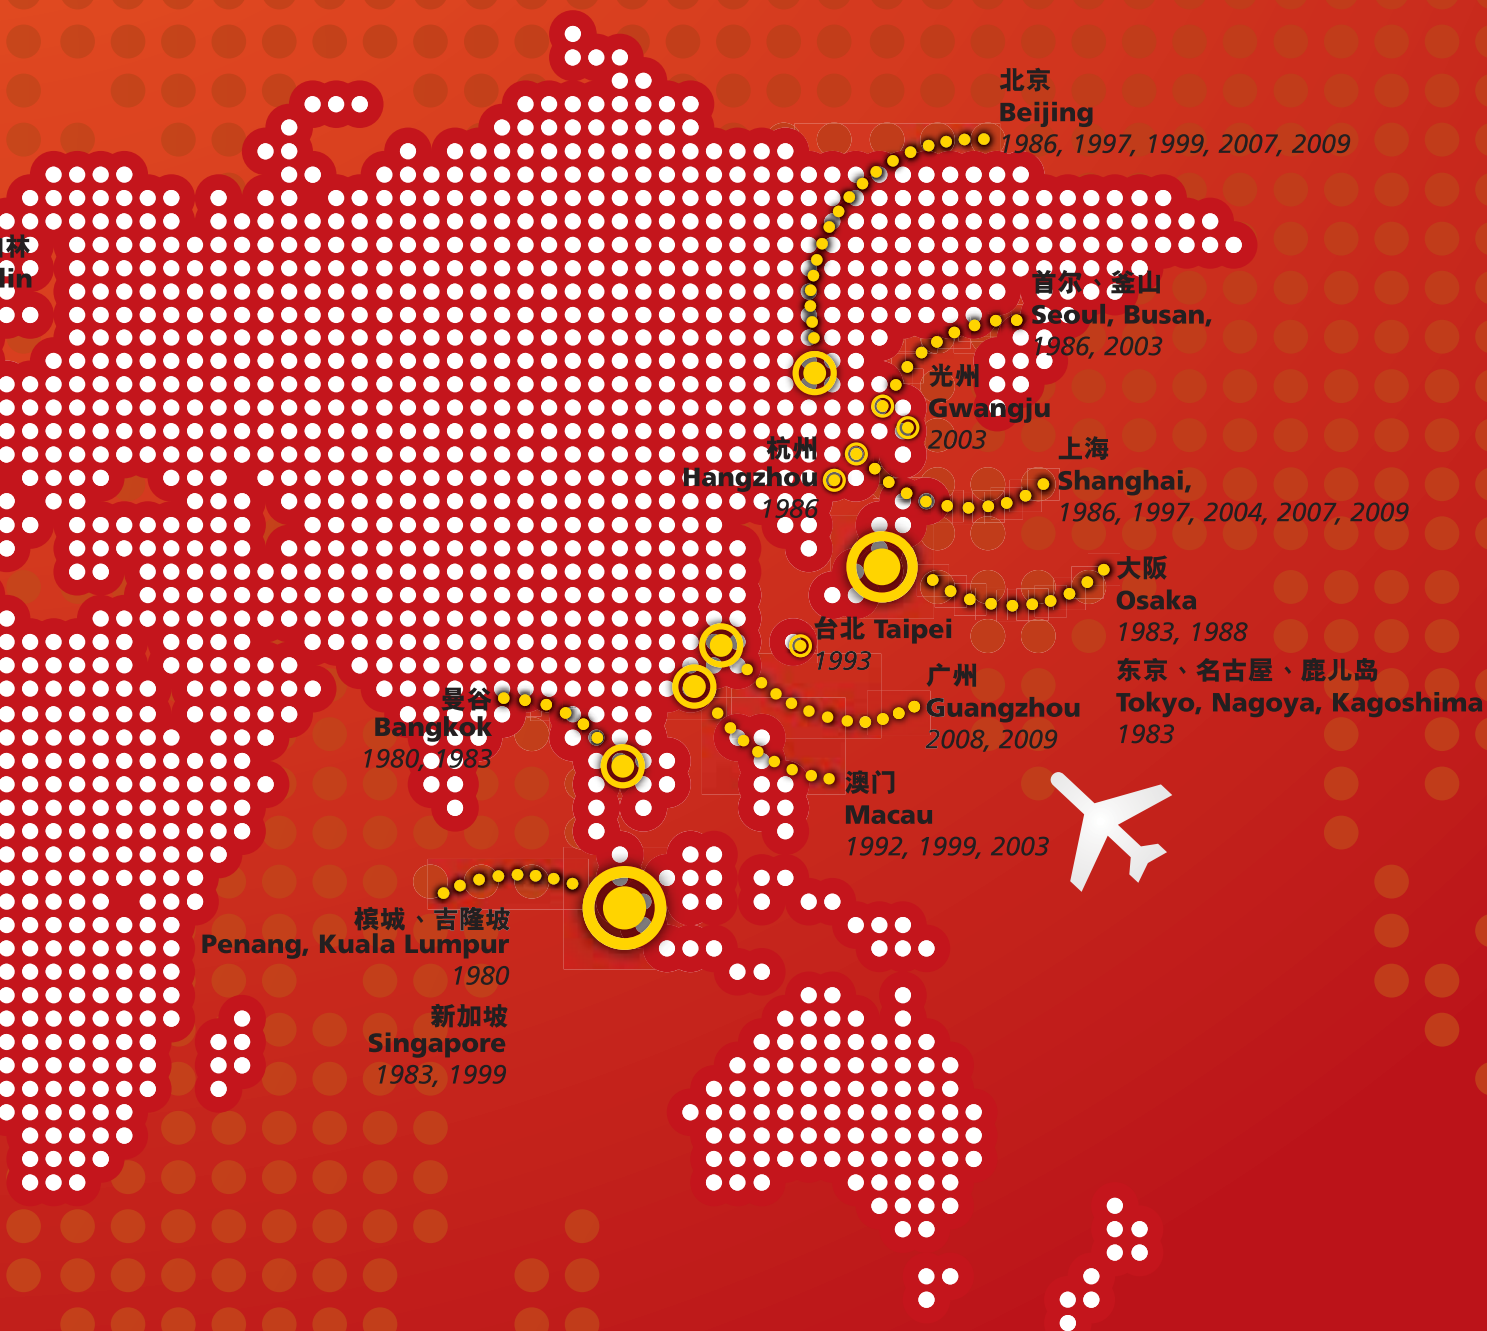 北京
Beijing
1986, 1997, 1999, 2007, 2009
林
lin
首尔、釜山
Seoul, Busan,
1986, 2003
光州
Gwangju
2003
杭州
Hangzhou
1986
上海
Shanghai,
1986, 1997, 2004, 2007, 2009
大阪
Osaka
1983, 1988
台北 Taipei
1993
东京、名古屋、鹿儿岛
Tokyo, Nagoya, Kagoshima
1983
广州
Guangzhou
2008, 2009
曼谷
Bangkok
1980, 1983
澳门
Macau
1992, 1999, 2003
槟城、吉隆坡
Penang, Kuala Lumpur
1980
新加坡
Singapore
1983, 1999